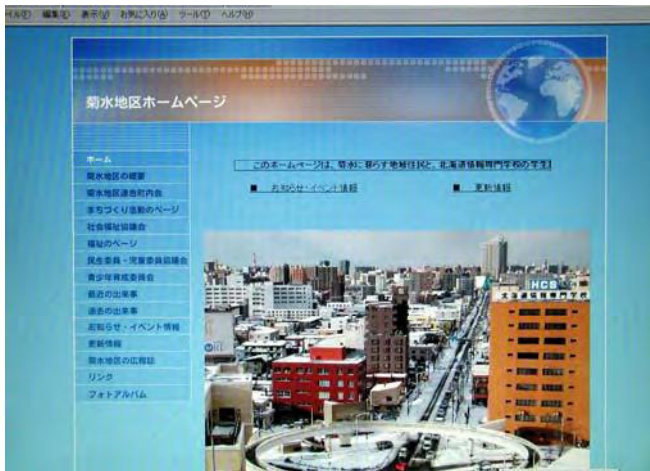 編集(E) 表示(V) お気に入り(A) ツール(T) ヘルプ(H)
菊水地区ホームページ
ホーム
菊水地区の概要
菊水地区連合町内会
まちづくり活動のページ
社会福祉協議会
福祉のページ
民生委員・児童委員協議会
青少年育成委員会
最近の出来事
過去の出来事
お知らせ・イベント情報
更新情報
菊水地区の広報誌
リンク
フォトアルバム
このホームページは、菊水に暮らす地域住民と、北海道情報専門学校の学生
■ お知らせ・イベント情報
■ 更新情報
HCS
北海道情報専門学校